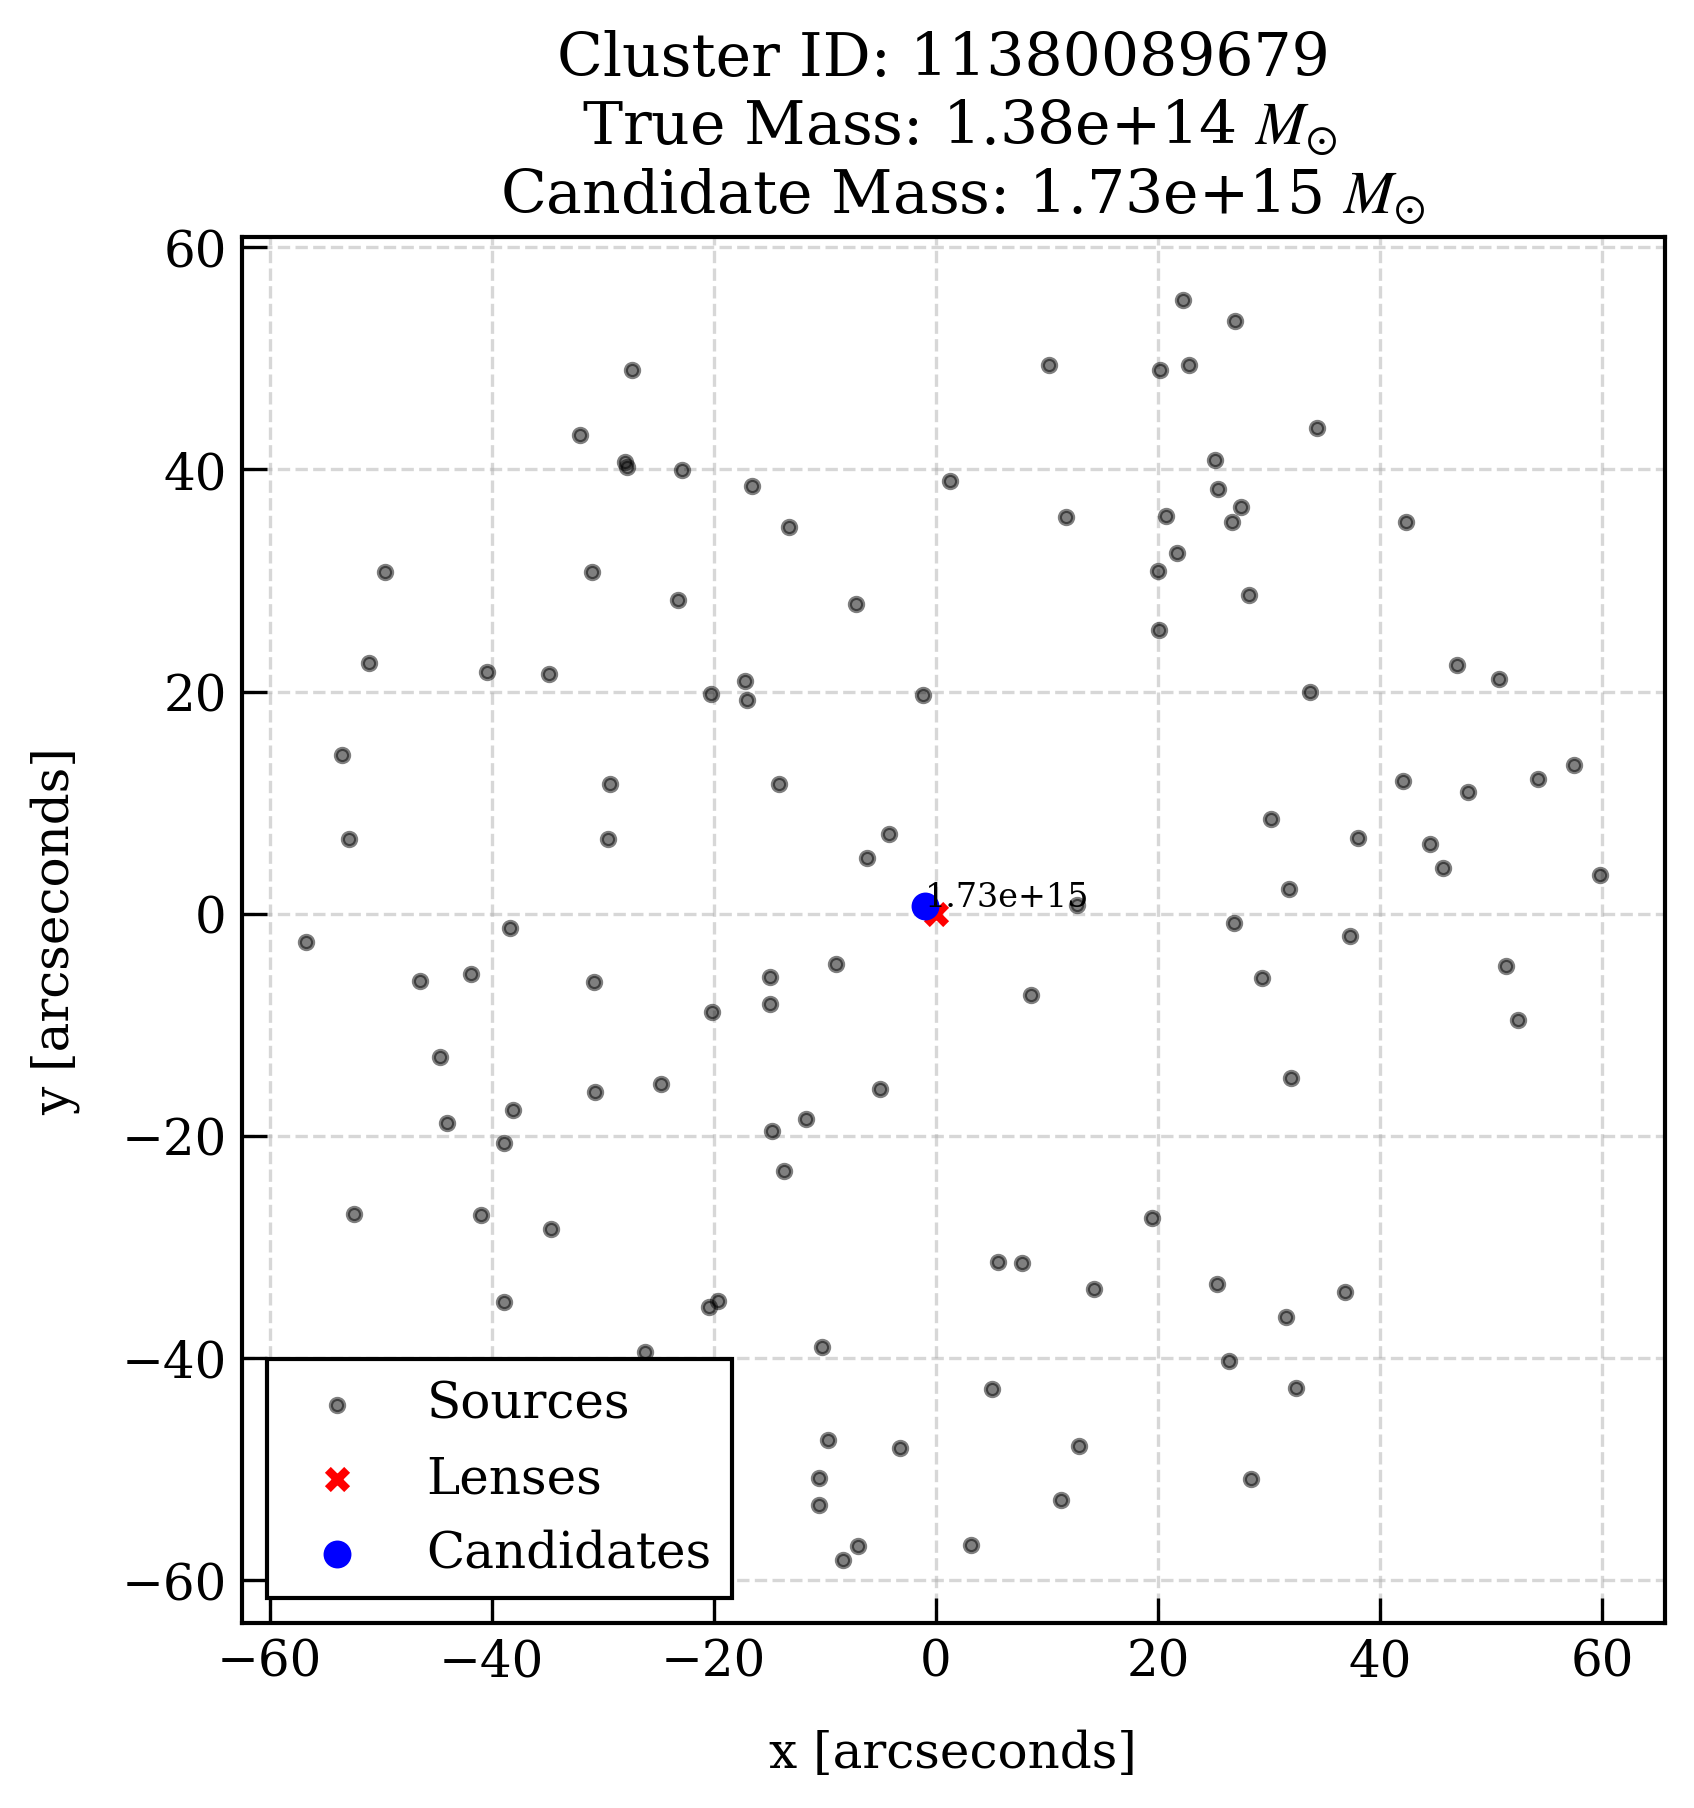 Cluster ID: 11380089679
True Mass: 1.38e+14 M⊙
Candidate Mass: 1.73e+15 M⊙
60
40
20
0
−20
−40
−60
y [arcseconds]
1.73e+15
Sources
Lenses
Candidates
−60 −40 −20 0 20 40 60
x [arcseconds]